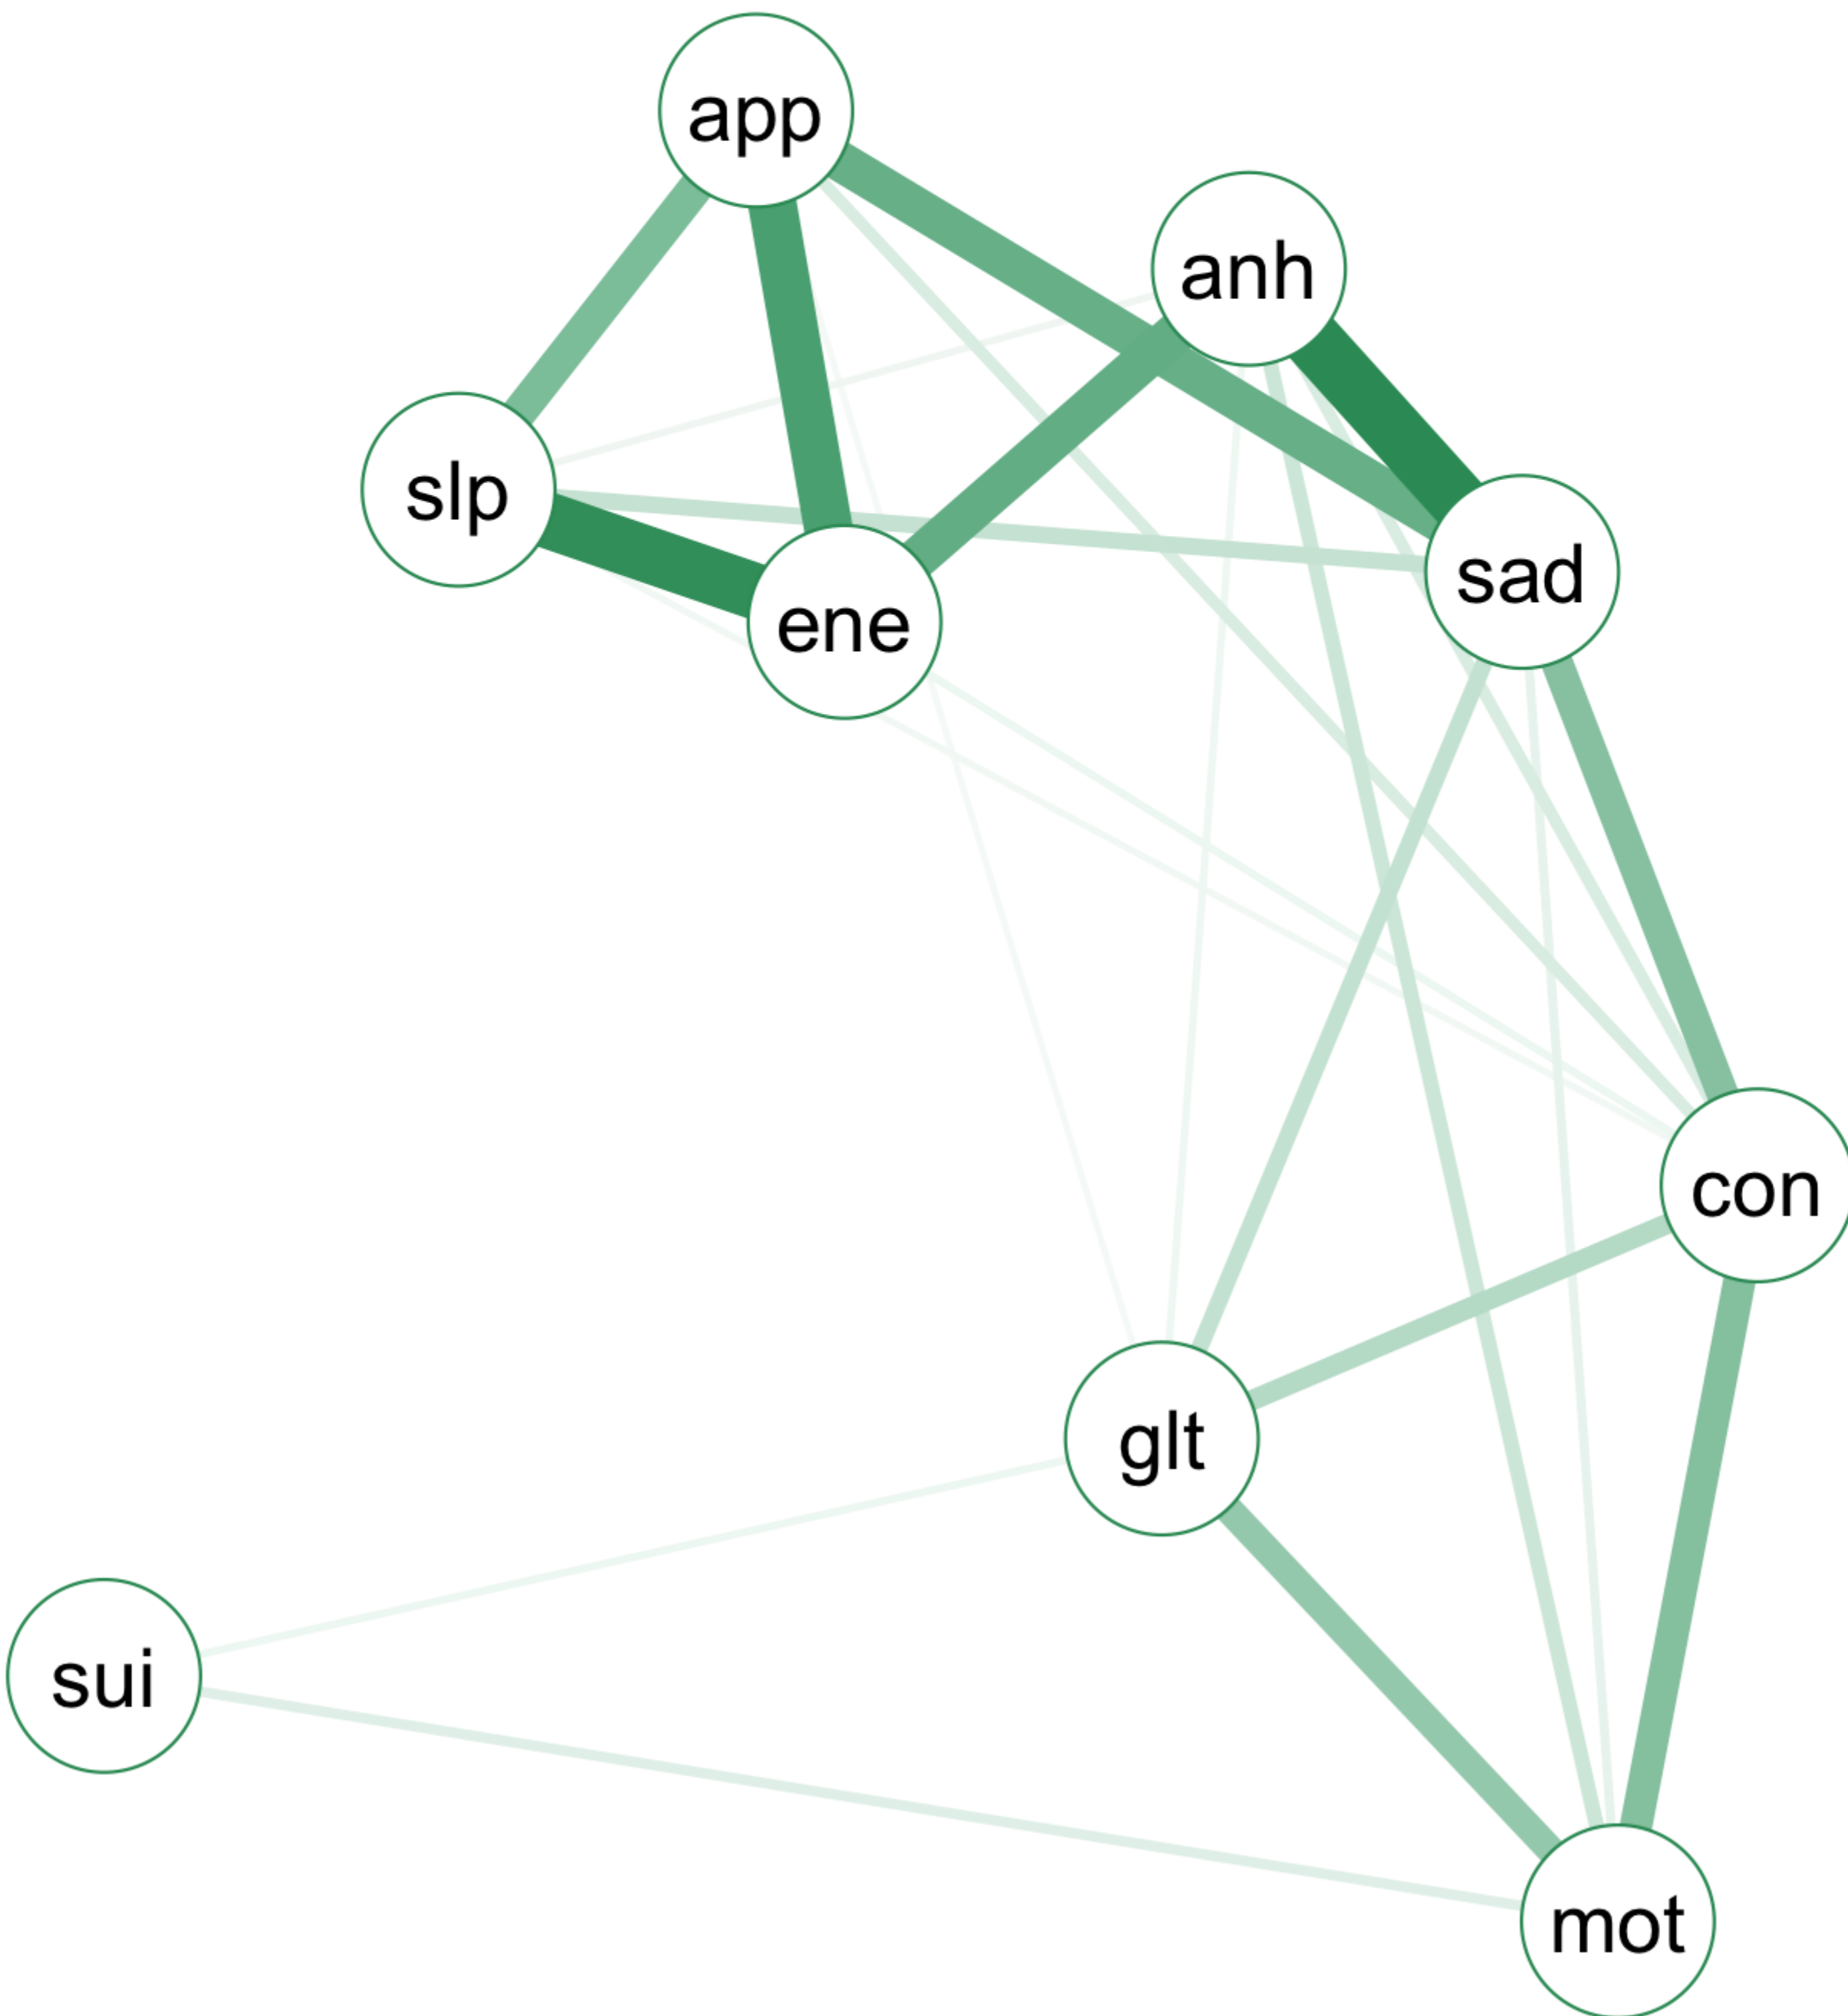 app
anh
slp
sad
ene
con
glt
sui
mot